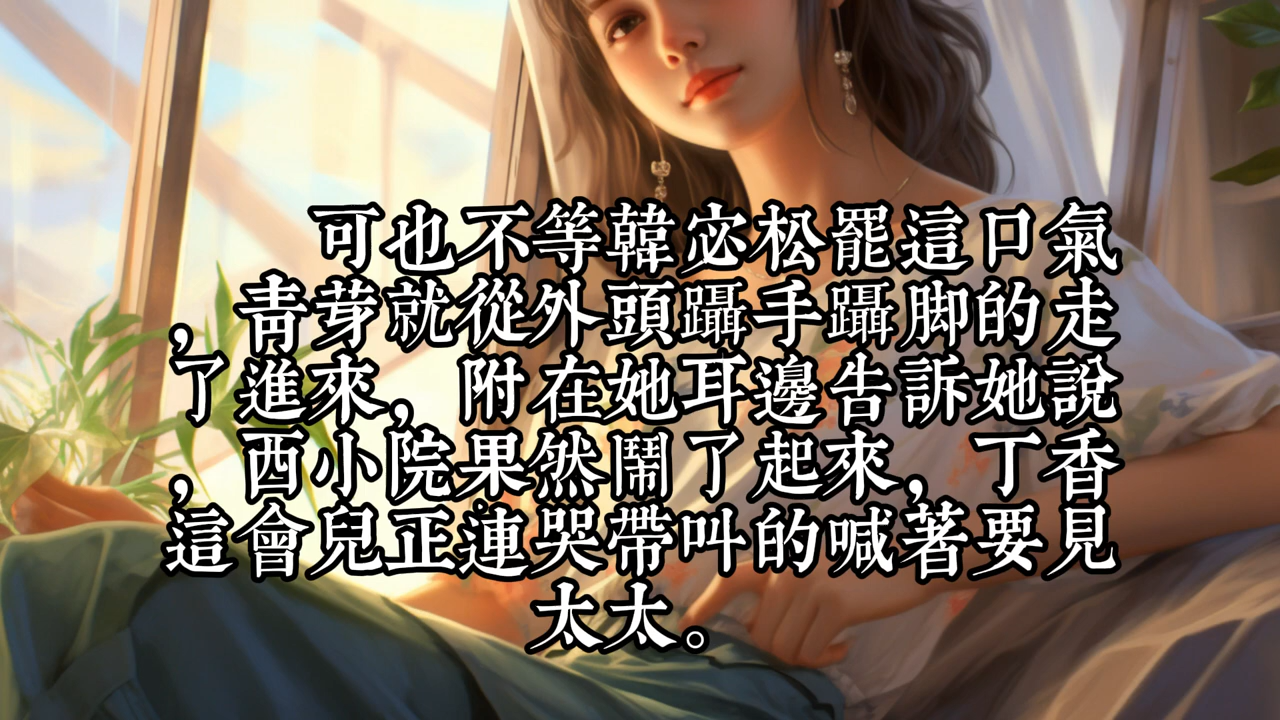 可也不等韓宓松罷這口氣
，青芽就從外頭躡手躡脚的走
了進來，附在她耳邊告訴她說
，西小院果然鬧了起來，丁香
這會兒正連哭帶叫的喊著要見
太太。